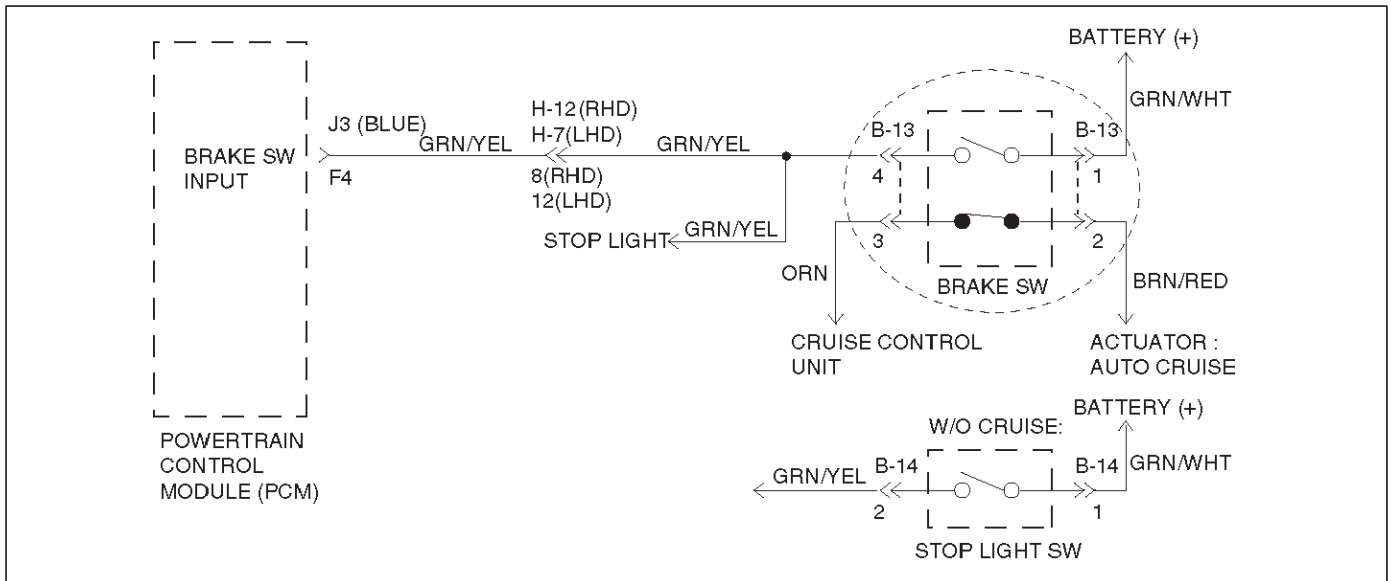 BATTERY (+)
GRN/WHT
J3 (BLUE)
H-12(RHD)
H-7(LHD)
B-13
B-13
BRAKE SW
INPUT
GRN/YEL
GRN/YEL
F4
8(RHD)
12(LHD)
4
1
STOP LIGHT
GRN/YEL
3
2
ORN
BRAKE SW
BRN/RED
CRUISE CONTROL
UNIT
ACTUATOR :
AUTO CRUISE
POWERTRAIN
CONTROL
MODULE (PCM)
W/O CRUISE:
BATTERY (+)
GRN/YEL
B-14
B-14
GRN/WHT
2
1
STOP LIGHT SW